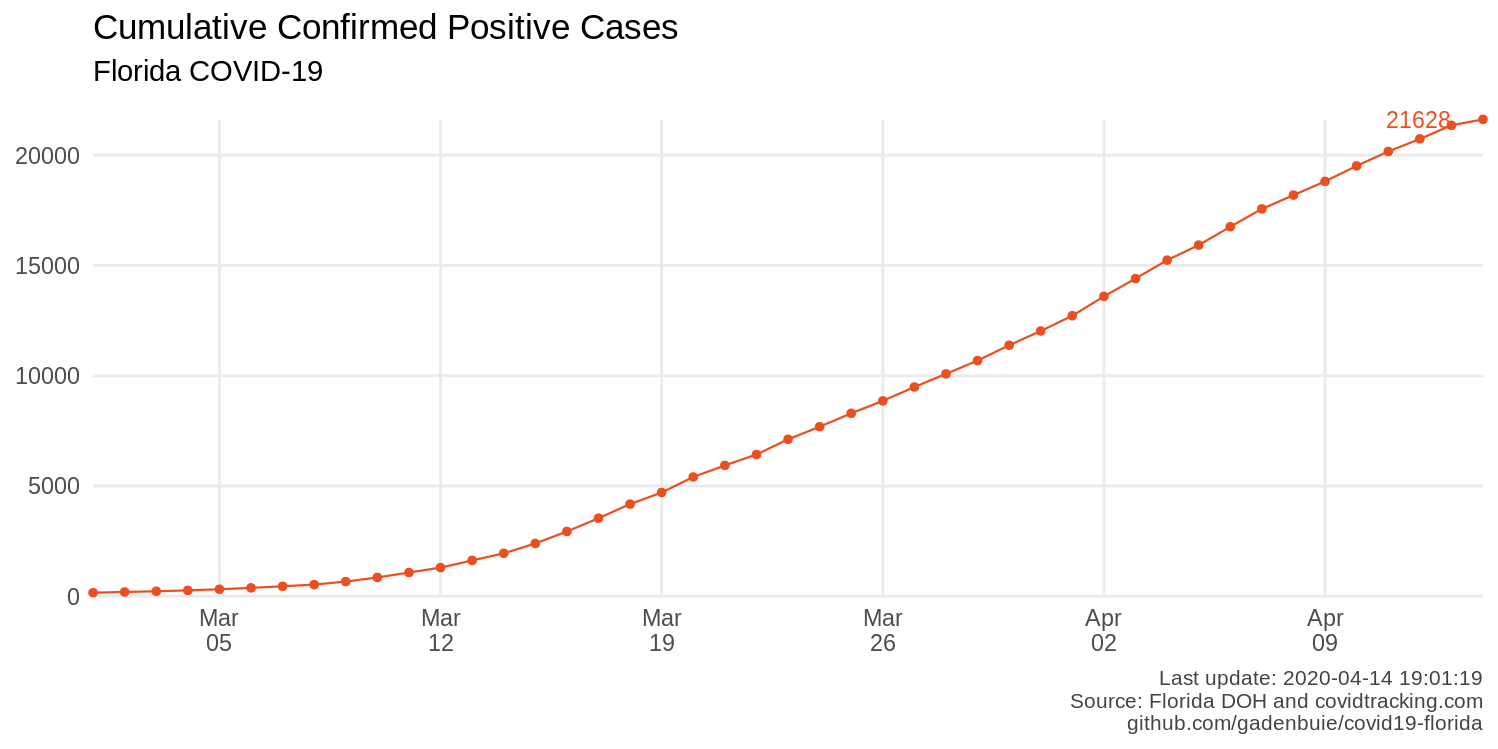 Cumulative Confirmed Positive Cases
Florida COVID-19
21628
20000
15000
10000
5000
0
Mar
05
Mar
12
Mar
19
Mar
26
Apr
02
Apr
09
Last update: 2020-04-14 19:01:19
Source: Florida DOH and covidtracking.com
github.com/gadenbuie/covid19-florida